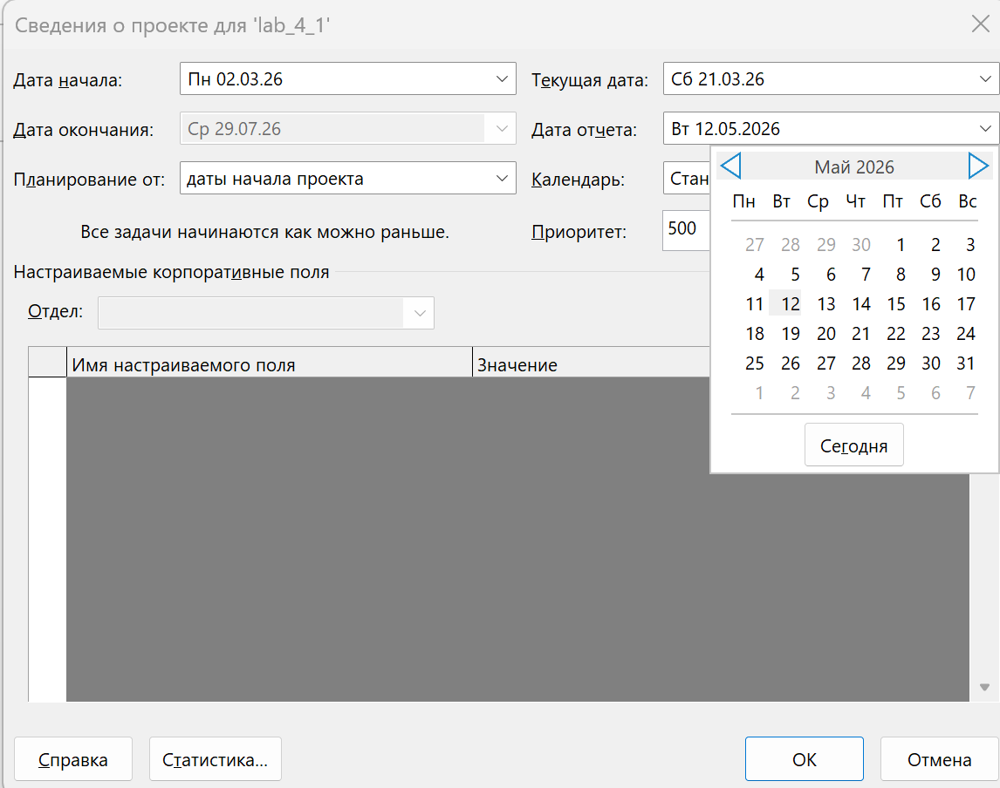 Сведения о проекте для 'lab_4_1'
Дата начала: Пн 02.03.26 Текущая дата: Сб 21.03.26
Дата окончания: Ср 29.07.26 Дата отчета: Вт 12.05.2026
Планирование от: даты начала проекта Календарь: Стан
Все задачи начинаются как можно раньше. Приоритет: 500
Май 2026
Пн Вт Ср Чт Пт Сб Вс
27 28 29 30 1 2 3
4 5 6 7 8 9 10
11 12 13 14 15 16 17
18 19 20 21 22 23 24
25 26 27 28 29 30 31
1 2 3 4 5 6 7
Сегодня
Настраиваемые корпоративные поля
Отдел:
Имя настраиваемого поля Значение
Справка Статистика... ОК Отмена